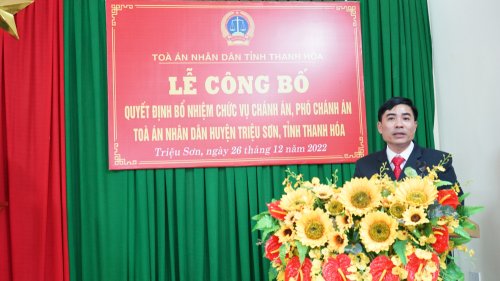 TOÀ ÁN NHÂN DÂN TỈNH THANH HÓA
LỄ CÔNG BỐ
QUYẾT ĐỊNH BỔ NHIỆM CHỨC VỤ CHÁNH ÁN, PHÓ CHÁNH ÁN
TOÀ ÁN NHÂN DÂN HUYỆN TRIỆU SƠN, TỈNH THANH HÓA
Triệu Sơn, ngày 26 tháng 12 năm 2022